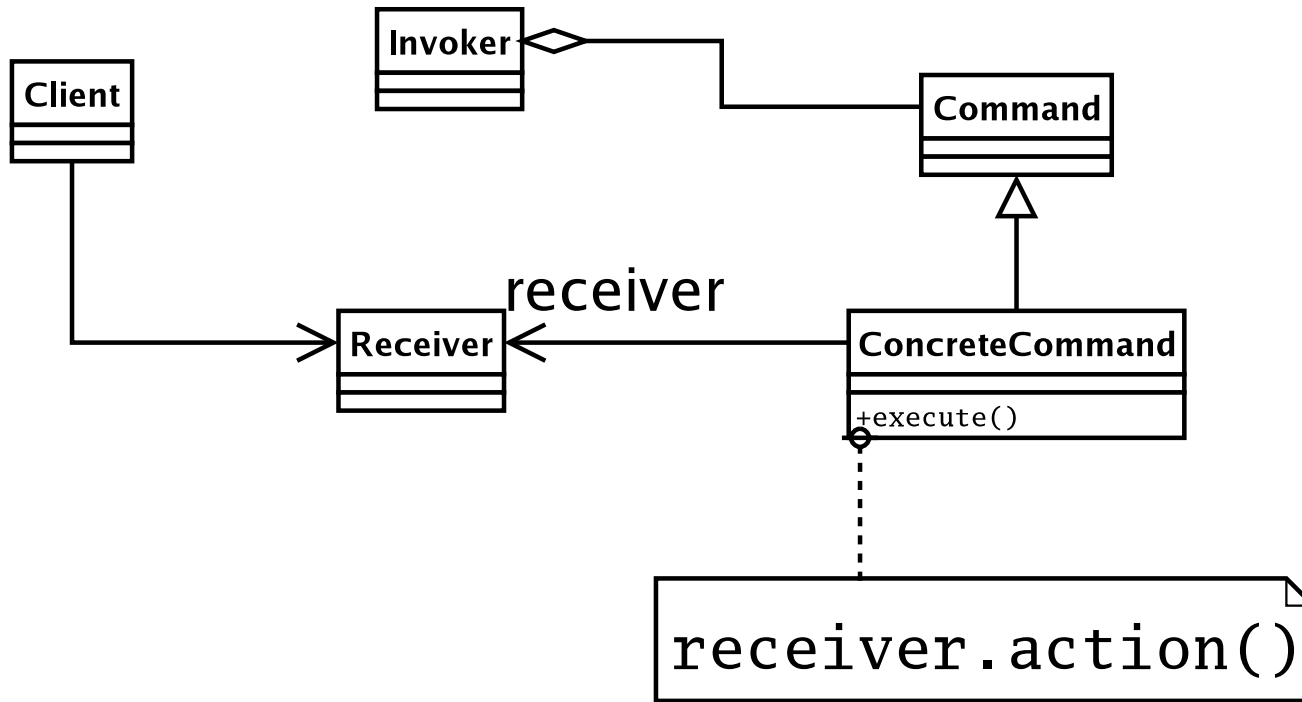 Invoker
Client
Command
receiver
Receiver
ConcreteCommand
+execute()
receiver.action()